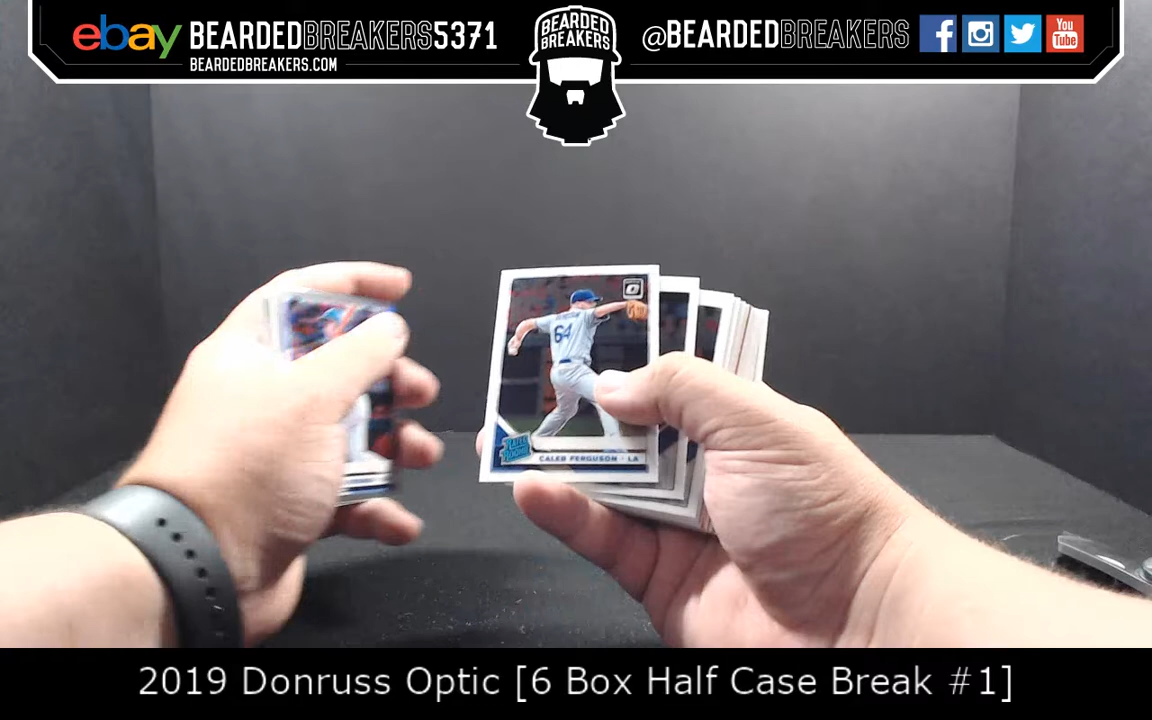 ebay BEARDEDBREAKERS5371
BEARDEDBREAKERS.COM
BEARDED
BREAKERS
@BEARDEDBREAKERS
You
Tube
64
RATED
ROOKIE
CALEB FERGUSON - LA
2019 Donruss Optic [6 Box Half Case Break #1]